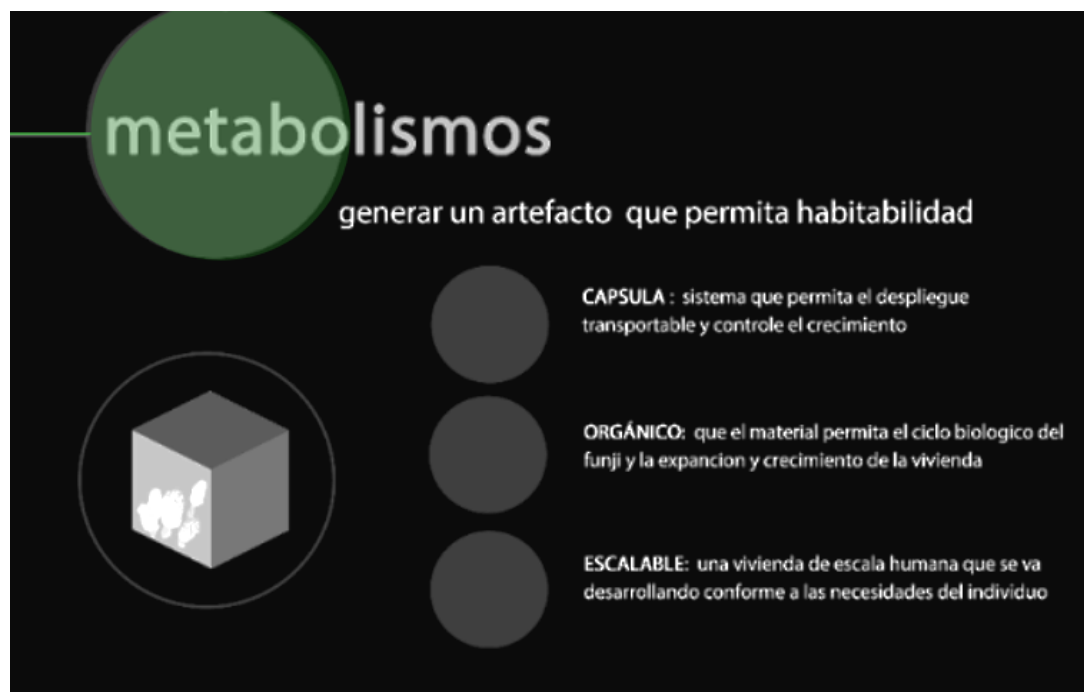 metabolismos
generar un artefacto que permita habitabilidad
CAPSULA : sistema que permita el despliegue
transportable y controle el crecimiento
ORGÁNICO: que el material permita el ciclo biologico del
funji y la expancion y crecimiento de la vivienda
ESCALABLE: una vivienda de escala humana que se va
desarrollando conforme a las necesidades del individuo